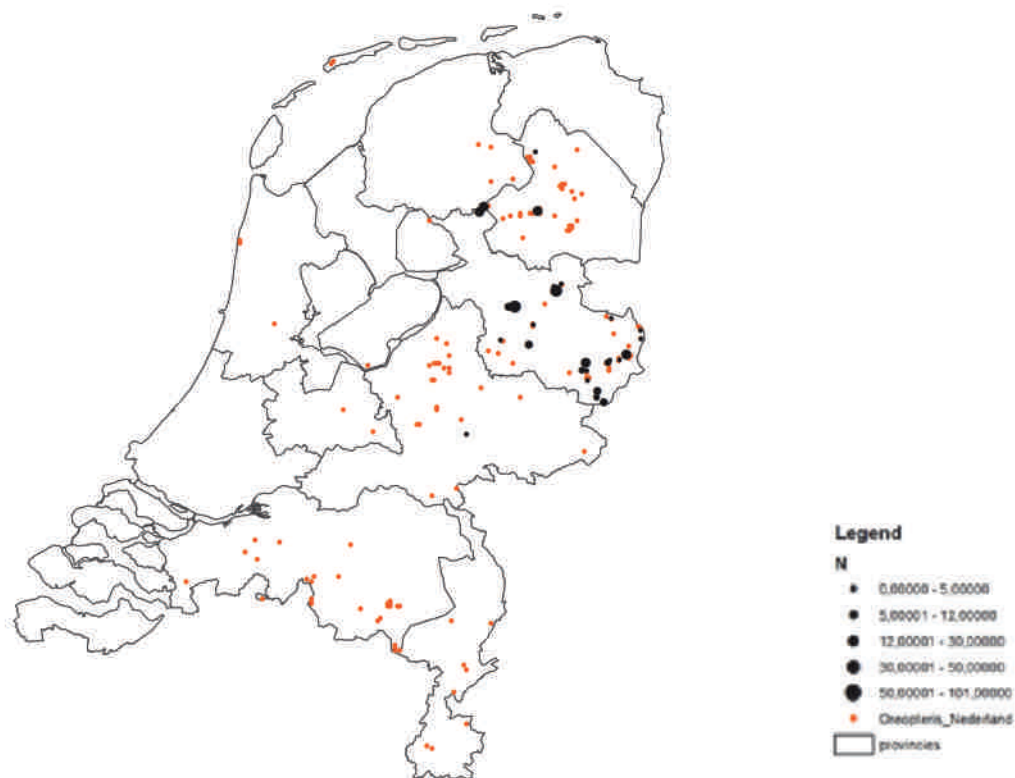 Legend
N
0,00000 - 5,00000
5,00001 - 12,00000
12,00001 - 30,00000
30,00001 - 50,00000
50,00001 - 101,00000
Oreopteris_Nederland
provincies